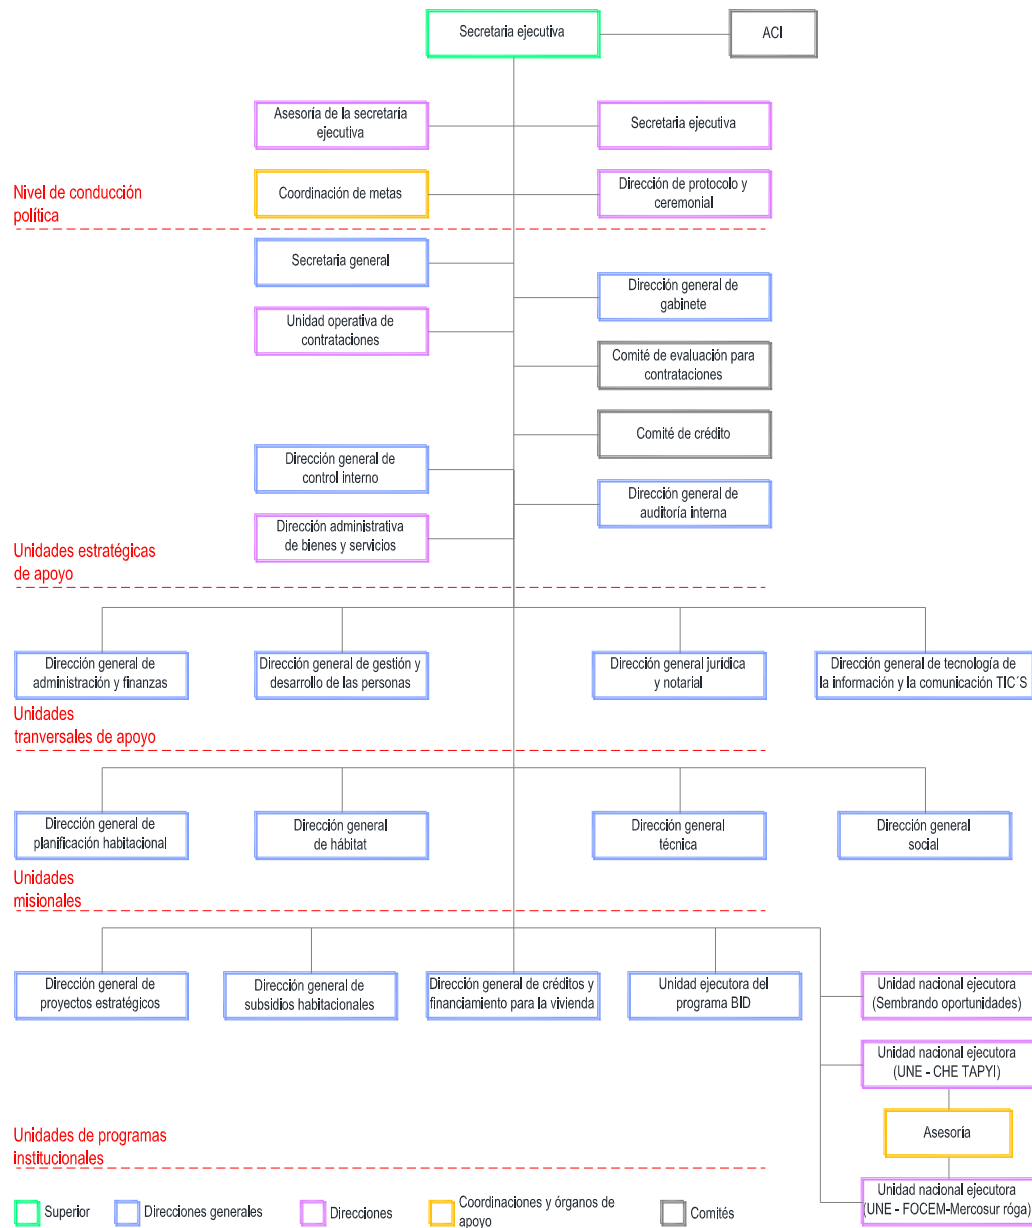 Secretaria ejecutiva
ACI
Asesoría de la secretaría
ejecutiva
Secretaria ejecutiva
Coordinación de metas
Dirección de protocolo y
ceremonial
Nivel de conducción
política
Secretaria general
Dirección general de
gabinete
Unidad operativa de
contrataciones
Comité de evaluación para
contrataciones
Comité de crédito
Dirección general de
control interno
Dirección general de
auditoría interna
Dirección administrativa
de bienes y servicios
Unidades estratégicas
de apoyo
Dirección general de
administración y finanzas
Dirección general de gestión y
desarrollo de las personas
Dirección general jurídica
y notarial
Dirección general de tecnología de
la información y la comunicación TIC´S
Unidades
tranversales de apoyo
Dirección general de
planificación habitacional
Dirección general
de hábitat
Dirección general
técnica
Dirección general
social
Unidades
misionales
Dirección general de
proyectos estratégicos
Dirección general de
subsidios habitacionales
Dirección general de créditos y
financiamiento para la vivienda
Unidad ejecutora del
programa BID
Unidad nacional ejecutora
(Sembrando oportunidades)
Unidad nacional ejecutora
(UNE - CHE TAPYI)
Asesoría
Unidad nacional ejecutora
(UNE - FOCEM-Mercosur róga)
Unidades de programas
institucionales
Superior
Direcciones generales
Direcciones
Coordinaciones y órganos de
apoyo
Comités